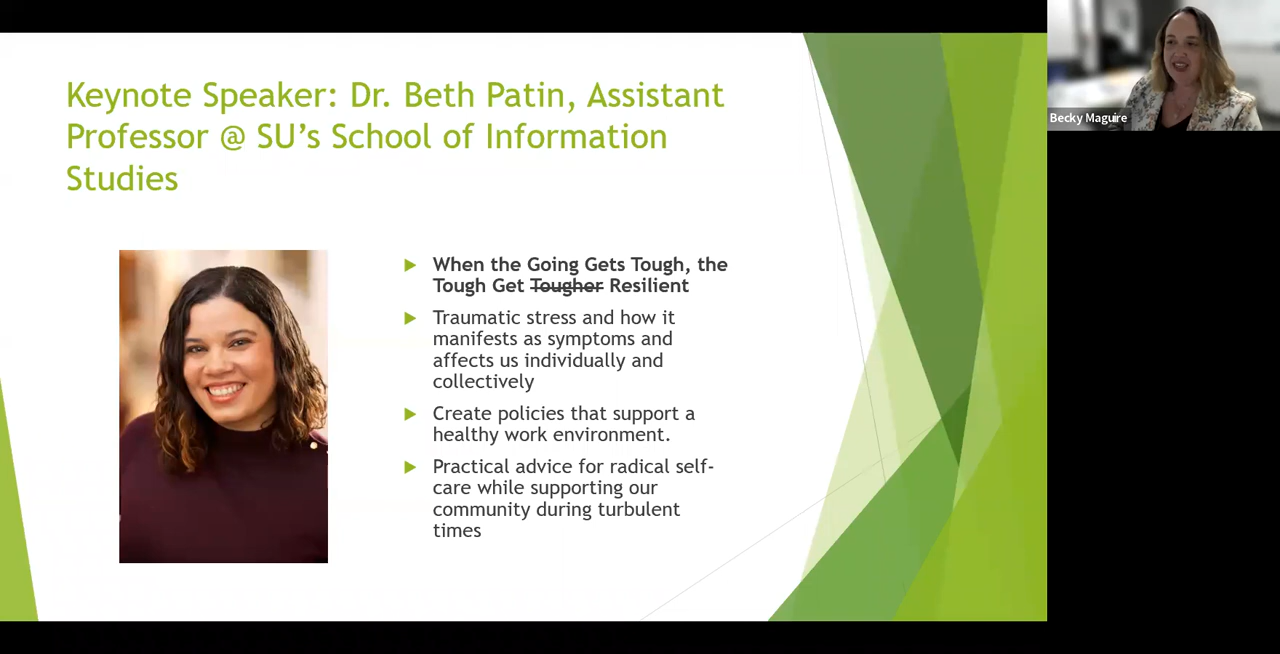 Keynote Speaker: Dr. Beth Patin, Assistant
Professor @ SU’s School of Information
Studies
When the Going Gets Tough, the
Tough Get Tougher Resilient
Traumatic stress and how it
manifests as symptoms and
affects us individually and
collectively
Create policies that support a
healthy work environment.
Practical advice for radical self-
care while supporting our
community during turbulent
times
Becky Maguire